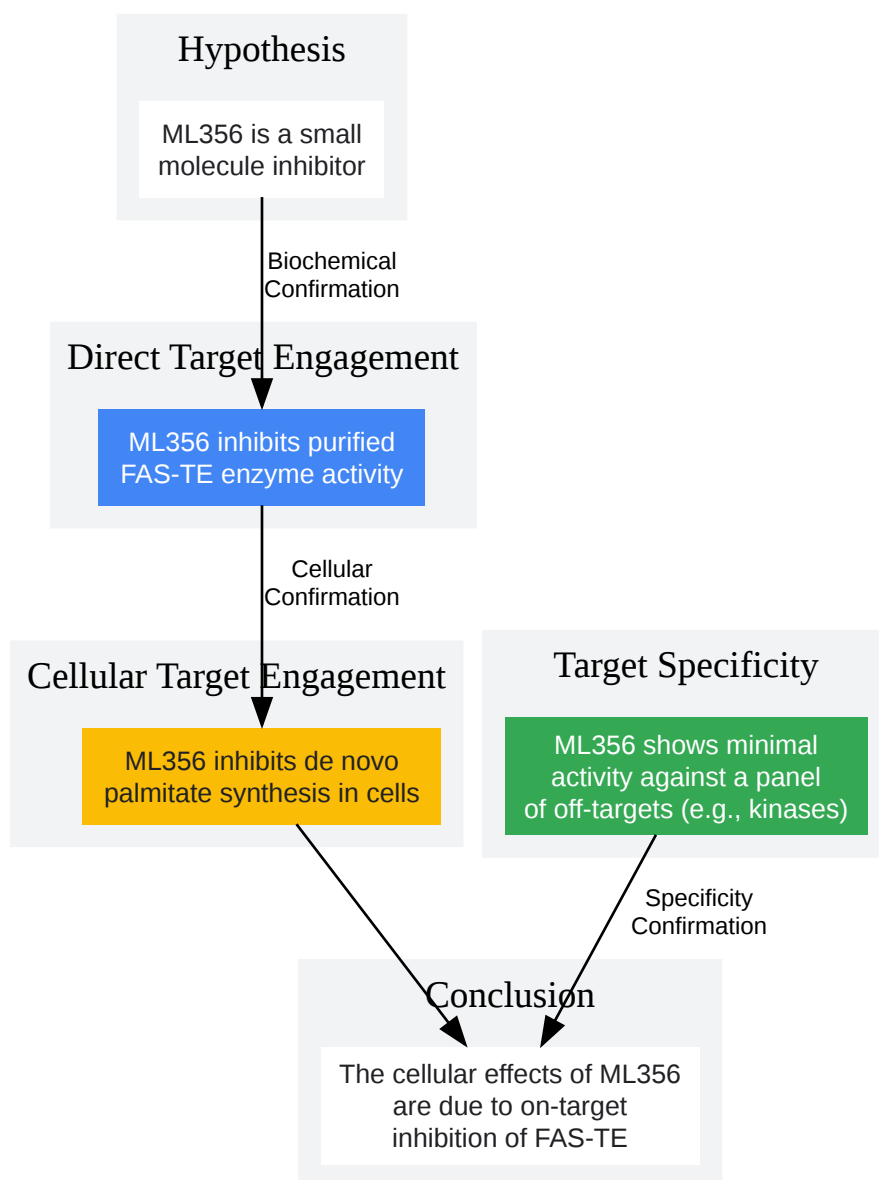 Hypothesis
ML356 is a small
molecule inhibitor
Biochemical
Confirmation
Direct Target Engagement
ML356 inhibits purified
FAS-TE enzyme activity
Cellular
Confirmation
Cellular Target Engagement
ML356 inhibits de novo
palmitate synthesis in cells
Target Specificity
ML356 shows minimal
activity against a panel
of off-targets (e.g., kinases)
Specificity
Confirmation
Conclusion
The cellular effects of ML356
are due to on-target
inhibition of FAS-TE